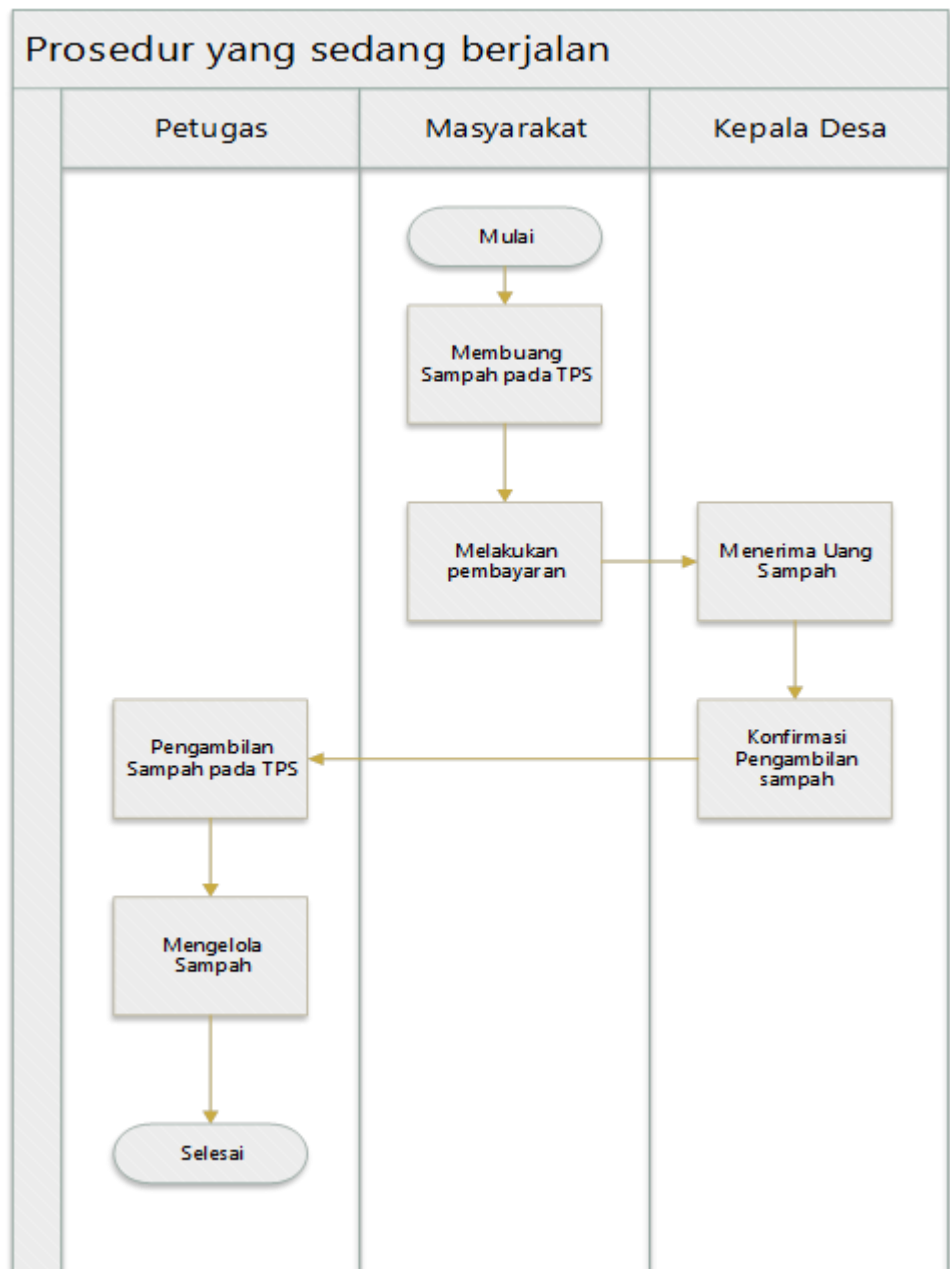 Prosedur yang sedang berjalan
Petugas
Masyarakat
Kepala Desa
Mulai
Membuang
Sampah pada TPS
Melakukan
pembayaran
Menerima Uang
Sampah
Konfirmasi
Pengambilan
sampah
Pengambilan
Sampah pada TPS
Mengelola
Sampah
Selesai